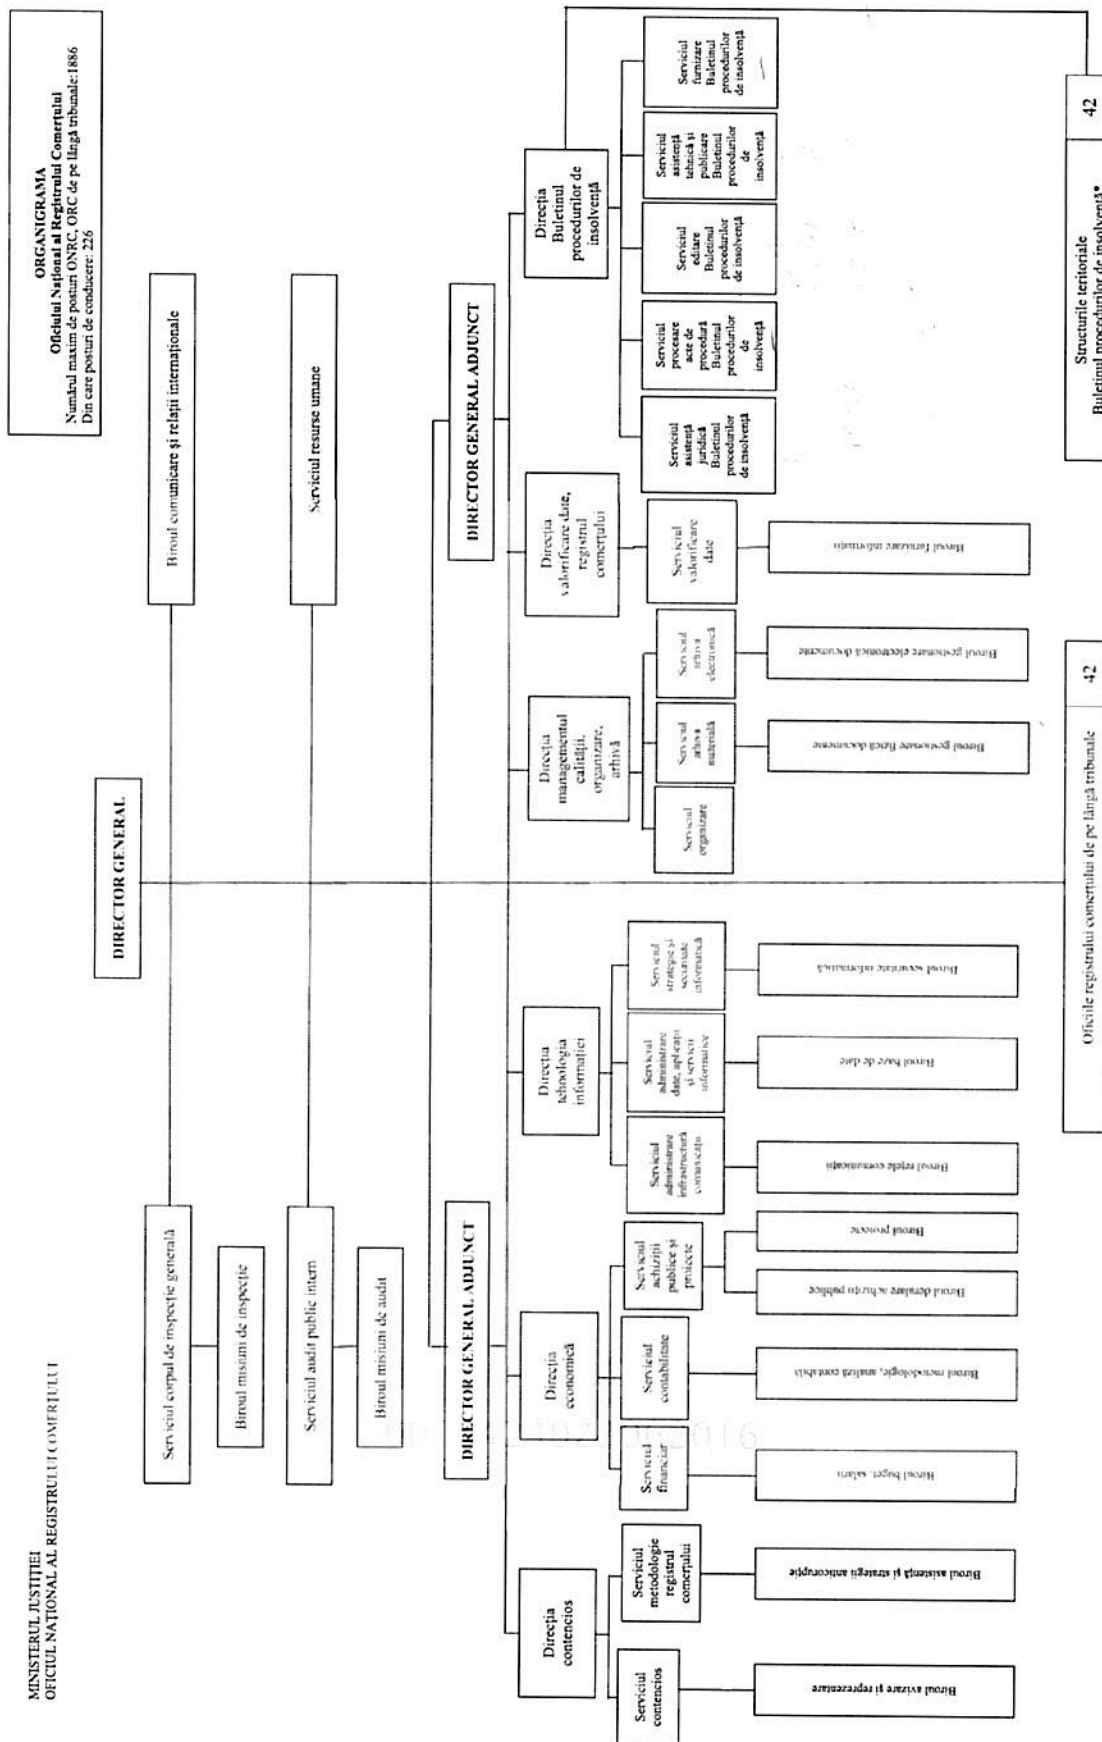 MINISTERUL JUSTIȚIEI
OFICIUL NAȚIONAL AL REGISTRULUI COMERȚULUI
ORGANIGRAMA
Oficiului Național al Registrului Comerțului
Numărul maxim de posturi ONRC, ORC de pe lângă tribunale:1886
Din care posturi de conducere: 226
DIRECTOR GENERAL
Serviciul corpul de inspecție generală
Biroul comunicare și relații internaționale
Biroul misiuni de inspecție
Serviciul audit public intern
Serviciul resurse umane
Biroul misiuni de audit
DIRECTOR GENERAL ADJUNCT
DIRECTOR GENERAL ADJUNCT
Direcția
contencios
Direcția
economică
Direcția
tehnologia
informației
Direcția
managementul
calității,
organizare,
arhivă
Direcția
valorificare date,
registrul
comerțului
Direcția
Buletinul
procedurilor de
insolvență
Serviciul
contencios
Serviciul
metodologie
registrul
comerțului
Serviciul
financiar
Serviciul
contabilitate
Serviciul
achiziții
publice și
proiecte
Serviciul
administrare
infrastructură
comunicații
Serviciul
administrare
date, aplicații
și servicii
informatice
Serviciul
strategie și
securitate
informatică
Serviciul
organizare
Serviciul
arhiva
materială
Serviciul
arhiva
electronică
Serviciul
valorificare
date
Serviciul
asistență
juridică
Buletinul
procedurilor
de insolvență
Serviciul
procesare
acte de
procedură
Buletinul
procedurilor
de
insolvență
Serviciul
editare
Buletinul
procedurilor
de insolvență
Serviciul
asistență
tehnică și
publicare
Buletinul
procedurilor
de
insolvență
Serviciul
furnizare
Buletinul
procedurilor
de insolvență
Biroul avizare și reprezentare
Biroul asistență și strategii anticorupție
Biroul buget, salarii
Biroul metodologie, analiză contabilă
Biroul derulare achiziții publice
Biroul proiecte
Biroul rețele comunicații
Biroul baze de date
Biroul securitate informatică
Biroul gestionare fizică documente
Biroul gestionare electronică documente
Biroul furnizare informații
Oficiile registrului comerțului de pe lângă tribunale
42
Structurile teritoriale
Buletinul procedurilor de insolvență*
42